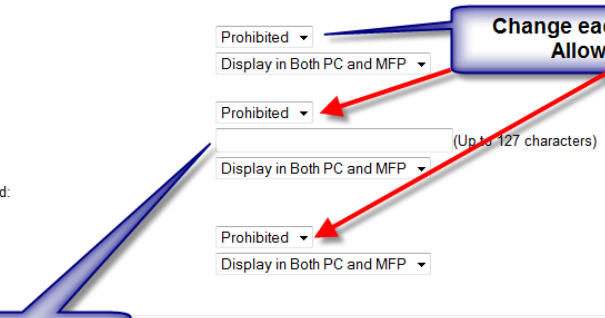 Prohibited
Change eac
Allow
Display in Both PC and MFP
Prohibited
(Up to 127 characters)
Display in Both PC and MFP
d:
Prohibited
Display in Both PC and MFP